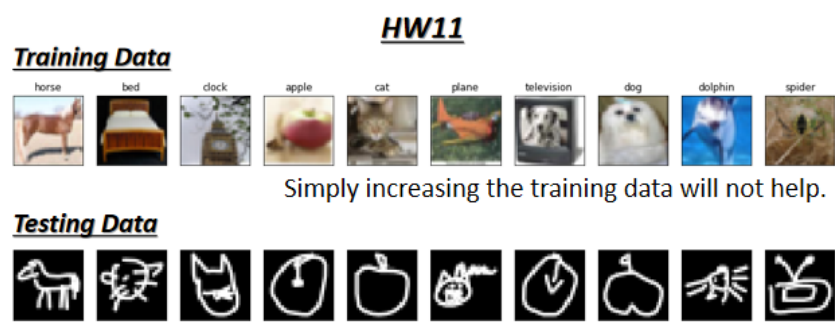 HW11
Training Data
horse bed clock apple cat plane television dog dolphin spider
Simply increasing the training data will not help.
Testing Data